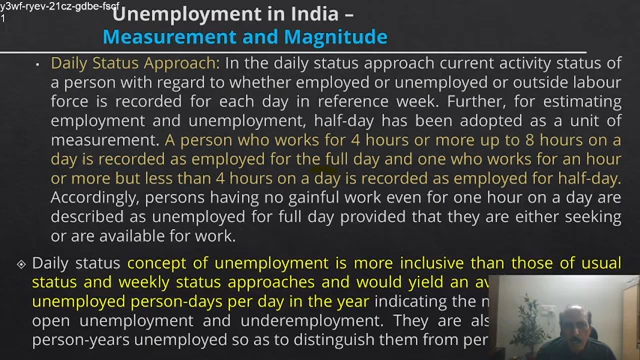 y3wf-ryev-21cz-gdbe-fscf
1
Unemployment in India –
Measurement and Magnitude
• Daily Status Approach: In the daily status approach current activity status of
a person with regard to whether employed or unemployed or outside labour
force is recorded for each day in reference week. Further, for estimating
employment and unemployment, half-day has been adopted as a unit of
measurement. A person who works for 4 hours or more up to 8 hours on a
day is recorded as employed for the full day and one who works for an hour
or more but less than 4 hours on a day is recorded as employed for half-day.
Accordingly, persons having no gainful work even for one hour on a day are
described as unemployed for full day provided that they are either seeking
or are available for work.
Daily status concept of unemployment is more inclusive than those of usual
status and weekly status approaches and would yield an
unemployed person-days per day in the year indicating the
open unemployment and underemployment. They are
person-years unemployed so as to distinguish them from